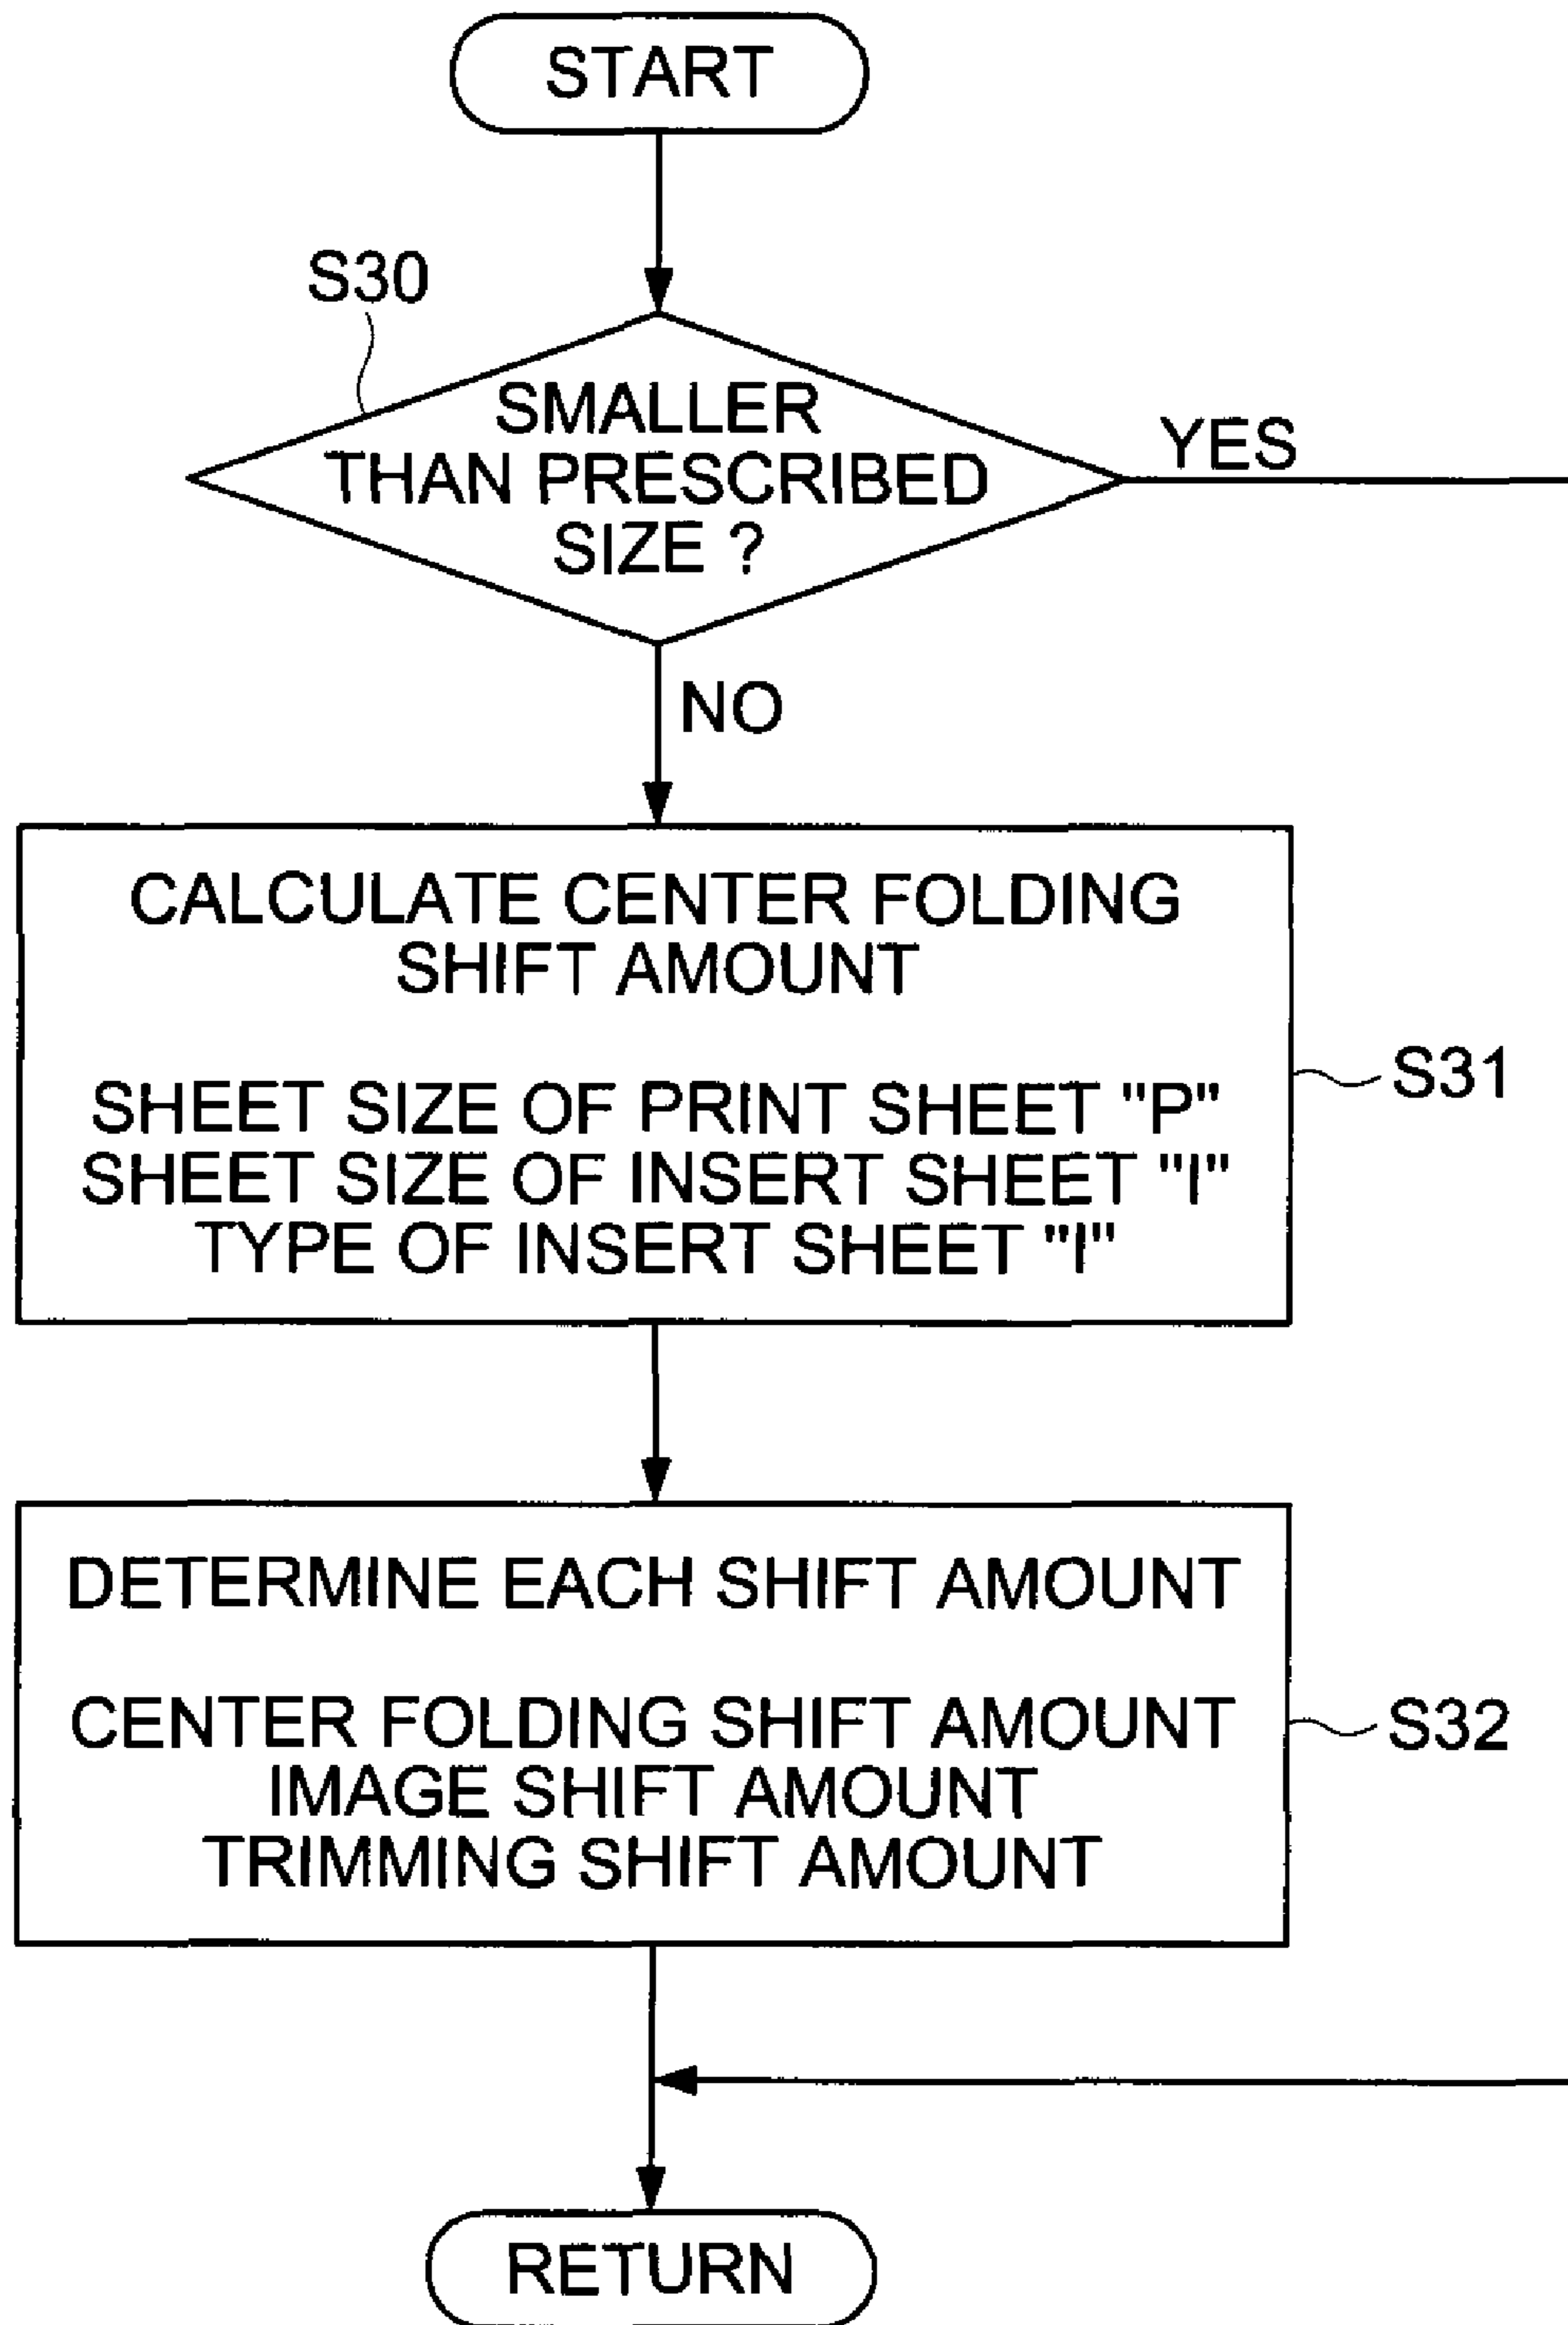 START
S30
SMALLER
THAN PRESCRIBED
SIZE ?
YES
NO
CALCULATE CENTER FOLDING
SHIFT AMOUNT
SHEET SIZE OF PRINT SHEET "P"
SHEET SIZE OF INSERT SHEET "I"
TYPE OF INSERT SHEET "I"
S31
DETERMINE EACH SHIFT AMOUNT
CENTER FOLDING SHIFT AMOUNT
IMAGE SHIFT AMOUNT
TRIMMING SHIFT AMOUNT
S32
RETURN